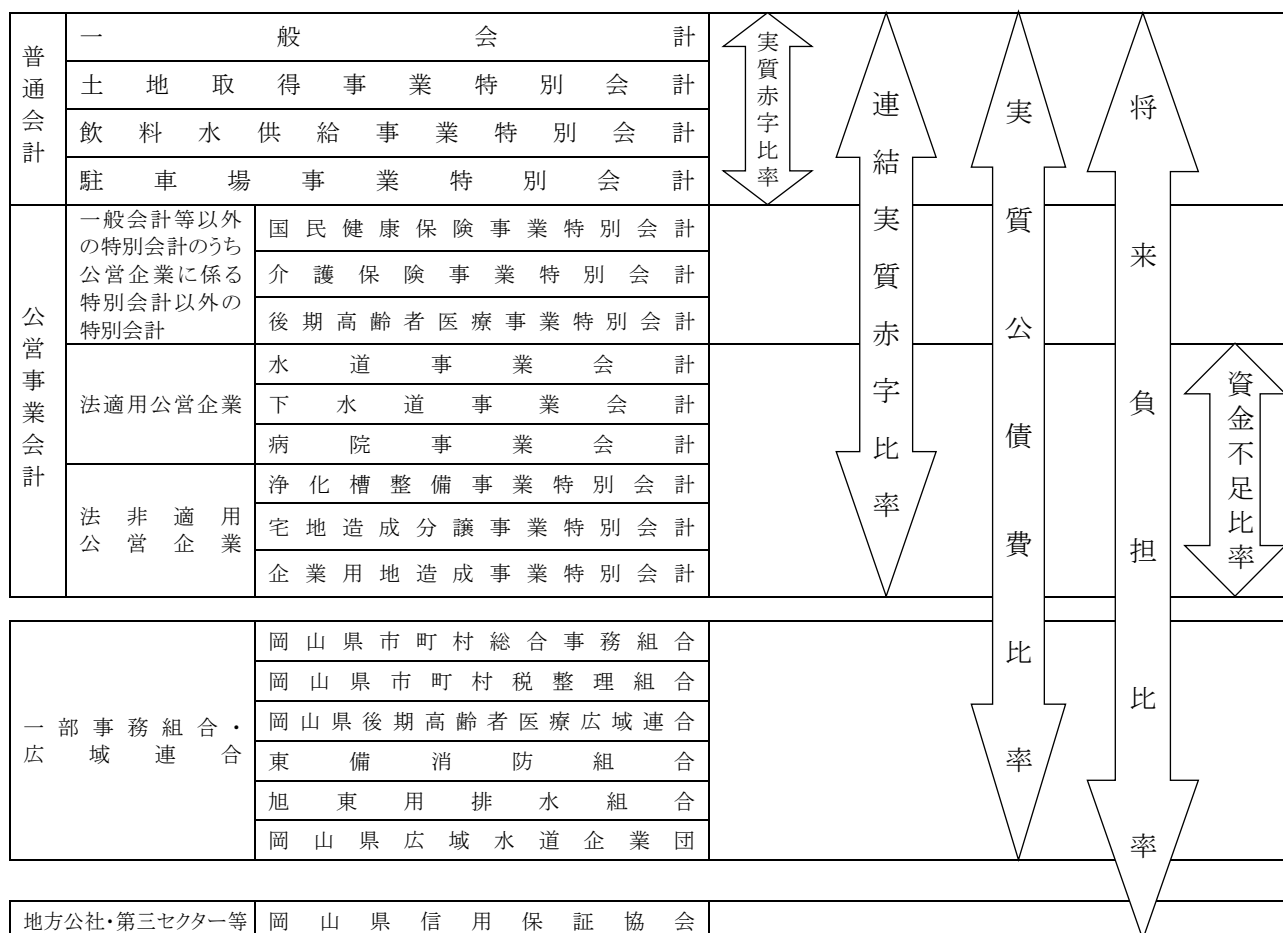 普通会計
一般会計
土地取得事業特別会計
飲料水供給事業特別会計
駐車場事業特別会計
公営事業会計
一般会計等以外
の特別会計のうち
公営企業に係る
特別会計以外の
特別会計
国民健康保険事業特別会計
介護保険事業特別会計
後期高齢者医療事業特別会計
法適用公営企業
水道事業会計
下水道事業会計
病院事業会計
法非適用
公営企業
浄化槽整備事業特別会計
宅地造成分譲事業特別会計
企業用地造成事業特別会計
一部事務組合・
広域連合
岡山県市町村総合事務組合
岡山県市町村税整理組合
岡山県後期高齢者医療広域連合
東備消防組合
旭東用排水組合
岡山県広域水道企業団
地方公社・第三セクター等
岡山県信用保証協会
実質赤字比率
連結実質赤字比率
実質公債費比率
将来負担比率
資金不足比率